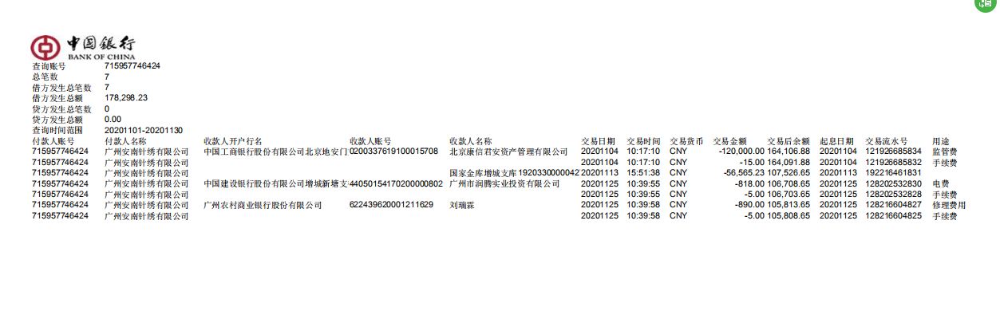 中国银行
BANK OF CHINA
查询账号 715957746424
总笔数 7
借方发生总笔数 7
借方发生总额 178,298.23
贷方发生总笔数 0
贷方发生总额 0.00
查询时间范围 20201101-20201130
付款人账号 付款人名称 收款人开户行名 收款人账号 收款人名称 交易日期 交易时间 交易货币 交易金额 交易后余额 起息日期 交易流水号 用途
715957746424 广州安南针绣有限公司 中国工商银行股份有限公司北京地安门 0200337619100015708 北京康信君安资产管理有限公司 20201104 10:17:10 CNY -120,000.00 164,106.88 20201104 121926685834 监管费
715957746424 广州安南针绣有限公司 20201104 10:17:10 CNY -15.00 164,091.88 20201104 121926685832 手续费
715957746424 广州安南针绣有限公司 国家金库增城支库 1920330000042 20201113 15:51:38 CNY -56,565.23 107,526.65 20201113 192216461831
715957746424 广州安南针绣有限公司 中国建设银行股份有限公司增城新塘支 44050154170200000802 广州市润腾实业投资有限公司 20201125 10:39:55 CNY -818.00 106,708.65 20201125 128202532830 电费
715957746424 广州安南针绣有限公司 20201125 10:39:55 CNY -5.00 106,703.65 20201125 128202532828 手续费
715957746424 广州安南针绣有限公司 广州农村商业银行股份有限公司 622439620001211629 刘瑞霖 20201125 10:39:58 CNY -890.00 105,813.65 20201125 128216604827 修理费用
715957746424 广州安南针绣有限公司 20201125 10:39:58 CNY -5.00 105,808.65 20201125 128216604825 手续费